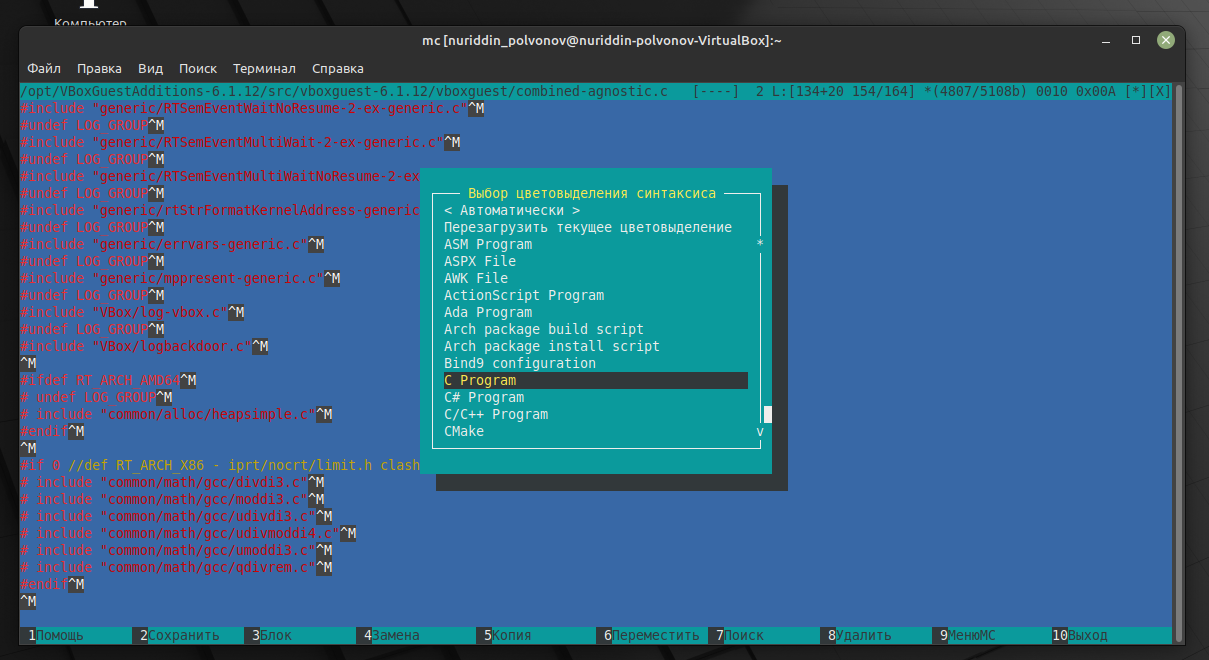 Компьютер
mc [nuriddin_polvonov@nuriddin-polvonov-VirtualBox]:~
Файл Правка Вид Поиск Терминал Справка
/opt/VBoxGuestAdditions-6.1.12/src/vboxguest-6.1.12/vboxguest/combined-agnostic.c [----] 2 L:[134+20 154/164] *(4807/5108b) 0010 0x00A [*][X]
#include "generic/RTSemEventWaitNoResume-2-ex-generic.c"^M
#undef LOG_GROUP^M
#include "generic/RTSemEventMultiWait-2-ex-generic.c"^M
#undef LOG_GROUP^M
#include "generic/RTSemEventMultiWaitNoResume-2-ex
#undef LOG_GROUP^M
#include "generic/rtStrFormatKernelAddress-generic
#undef LOG_GROUP^M
#include "generic/errvars-generic.c"^M
#undef LOG_GROUP^M
#include "generic/mppresent-generic.c"^M
#undef LOG_GROUP^M
#include "VBox/log-vbox.c"^M
#undef LOG_GROUP^M
#include "VBox/logbackdoor.c"^M
^M
#ifdef RT_ARCH_AMD64^M
# undef LOG_GROUP^M
# include "common/alloc/heapsimple.c"^M
#endif^M
^M
#if 0 //def RT_ARCH_X86 - iprt/nocrt/limit.h clash
# include "common/math/gcc/divdi3.c"^M
# include "common/math/gcc/moddi3.c"^M
# include "common/math/gcc/udivdi3.c"^M
# include "common/math/gcc/udivmoddi4.c"^M
# include "common/math/gcc/umoddi3.c"^M
# include "common/math/gcc/qdivrem.c"^M
#endif^M
^M
Выбор цветовыделения синтаксиса
< Автоматически >
Перезагрузить текущее цветовыделение
ASM Program *
ASPX File
AWK File
ActionScript Program
Ada Program
Arch package build script
Arch package install script
Bind9 configuration
C Program
C# Program
C/C++ Program
CMake v
1Помощь 2Сохранить 3Блок 4Замена 5Копия 6Переместить 7Поиск 8Удалить 9МенюМС 10Выход